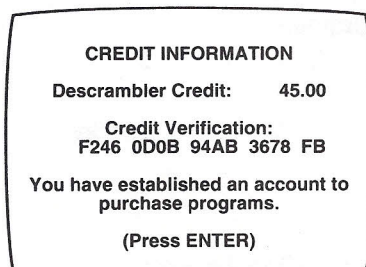 CREDIT INFORMATION
Descrambler Credit: 45.00
Credit Verification:
F246 0D0B 94AB 3678 FB
You have established an account to
purchase programs.
(Press ENTER)